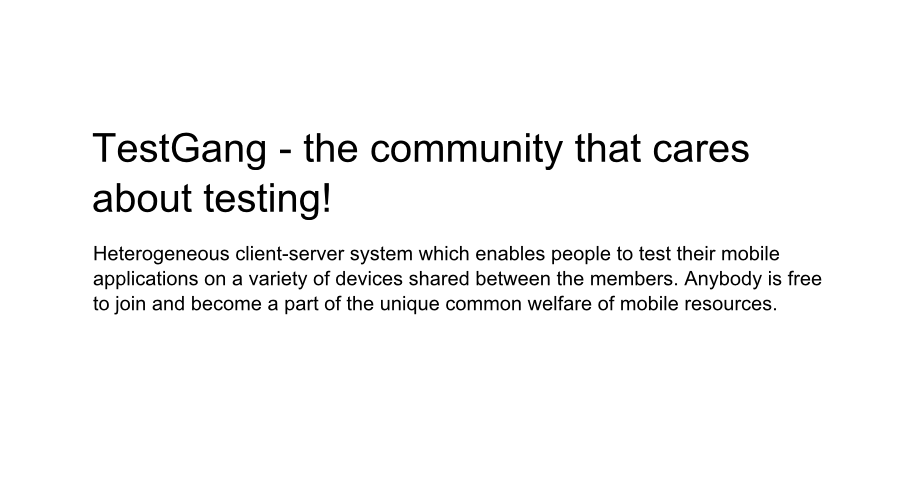 TestGang - the community that cares
about testing!
Heterogeneous client-server system which enables people to test their mobile
applications on a variety of devices shared between the members. Anybody is free
to join and become a part of the unique common welfare of mobile resources.